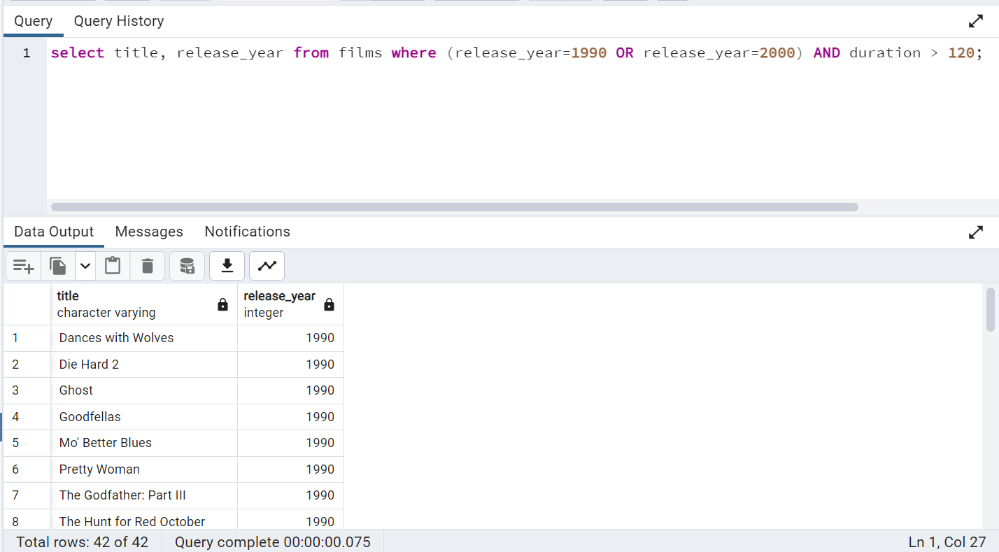 Query Query History
1 select title, release_year from films where (release_year=1990 OR release_year=2000) AND duration > 120;
Data Output Messages Notifications
title release_year
character varying integer
1 Dances with Wolves 1990
2 Die Hard 2 1990
3 Ghost 1990
4 Goodfellas 1990
5 Mo' Better Blues 1990
6 Pretty Woman 1990
7 The Godfather: Part III 1990
8 The Hunt for Red October 1990
Total rows: 42 of 42 Query complete 00:00:00.075 Ln 1, Col 27